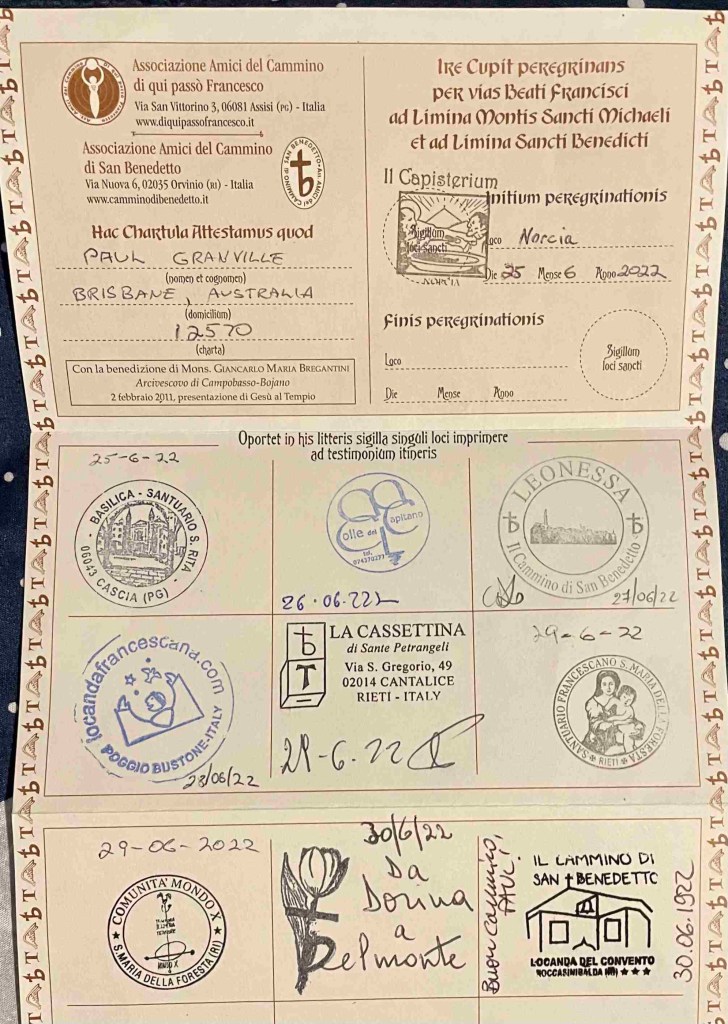 Associazione Amici del Cammino
di qui passò Francesco
Via San Vittorino 3, 06081 Assisi (PG) - Italia
www.diquipassofrancesco.it
Associazione Amici del Cammino
di San Benedetto
Via Nuova 6, 02035 Orvinio (RI) - Italia
www.camminodibenedetto.it
Hac Chartula Attestamus quod
PAUL GRANVILLE
(nomen et cognomen)
BRISBANE, AUSTRALIA
(domicilium)
12570
(charta)
Con la benedizione di Mons. GIANCARLO MARIA BREGANTINI
Arcivescovo di Campobasso-Bojano
2 febbraio 2011, presentazione di Gesù al Tempio
Ire Cupit peregrinans
per vias Beati Francisci
ad Limina Montis Sancti Michaeli
et ad Limina Sancti Benedicti
Il Capisterium
Initium peregrinationis
Sigillum
loci sancti
Loco Norcia
Die 25 Mense 6 Anno 2022
Finis peregrinationis
Loco
Die Mense Anno
Sigillum
loci sancti
Oportet in his litteris sigilla singuli loci imprimere
ad testimonium itineris
25-6-22
BASILICA - SANTUARIO S. RITA
06043 CASCIA (PG)
Colle del Capitano
tel.
26.06.22
LEONESSA
Il Cammino di San Benedetto
27/06/22
locandafrancescana.com
POGGIO BUSTONE-ITALY
28/06/22
LA CASSETTINA
di Sante Petrangeli
Via S. Gregorio, 49
02014 CANTALICE
RIETI - ITALY
29-6-22
29-6-22
SANTUARIO FRANCESCANO S. MARIA DELLA FORESTA
RIETI
29-06-2022
COMUNITA' MONDO X
MONDO X
S. MARIA DELLA FORESTA (RI)
30/6/22
Da
Dorina
a
Belmonte
Buon cammino,
PAUL!
IL CAMMINO DI
SAN BENEDETTO
LOCANDA DEL CONVENTO
ROCCASINIBALDA (RI)
30.06.1922